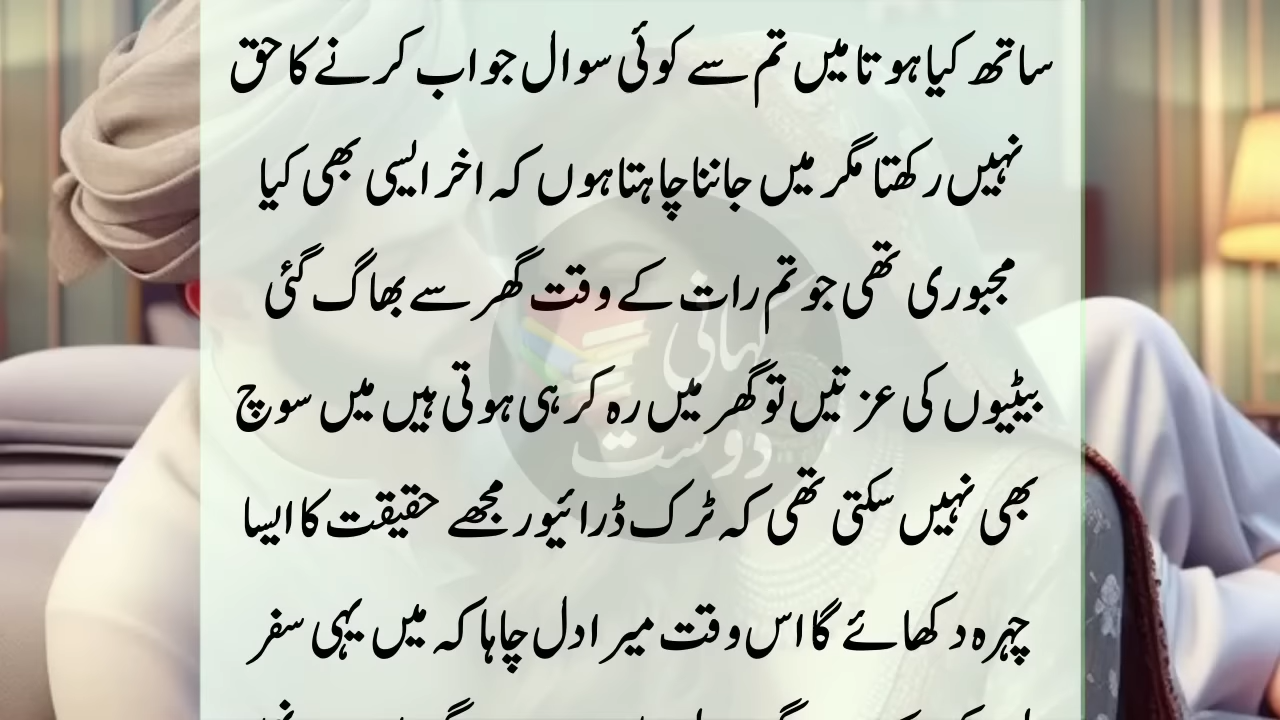 ساتھ کیا ہوتا میں تم سے کوئی سوال جواب کرنے کا حق
نہیں رکھتا مگر میں جاننا چاہتا ہوں کہ اخر ایسی بھی کیا
مجبوری تھی جو تم رات کے وقت گھر سے بھاگ گئی
بیٹیوں کی عزتیں تو گھر میں رہ کر ہی ہوتی ہیں میں سوچ
بھی نہیں سکتی تھی کہ ٹرک ڈرائیور مجھے حقیقت کا ایسا
چہرہ دکھائے گا اس وقت میرا دل چاہا کہ میں یہی سفر
کہانی
دوست